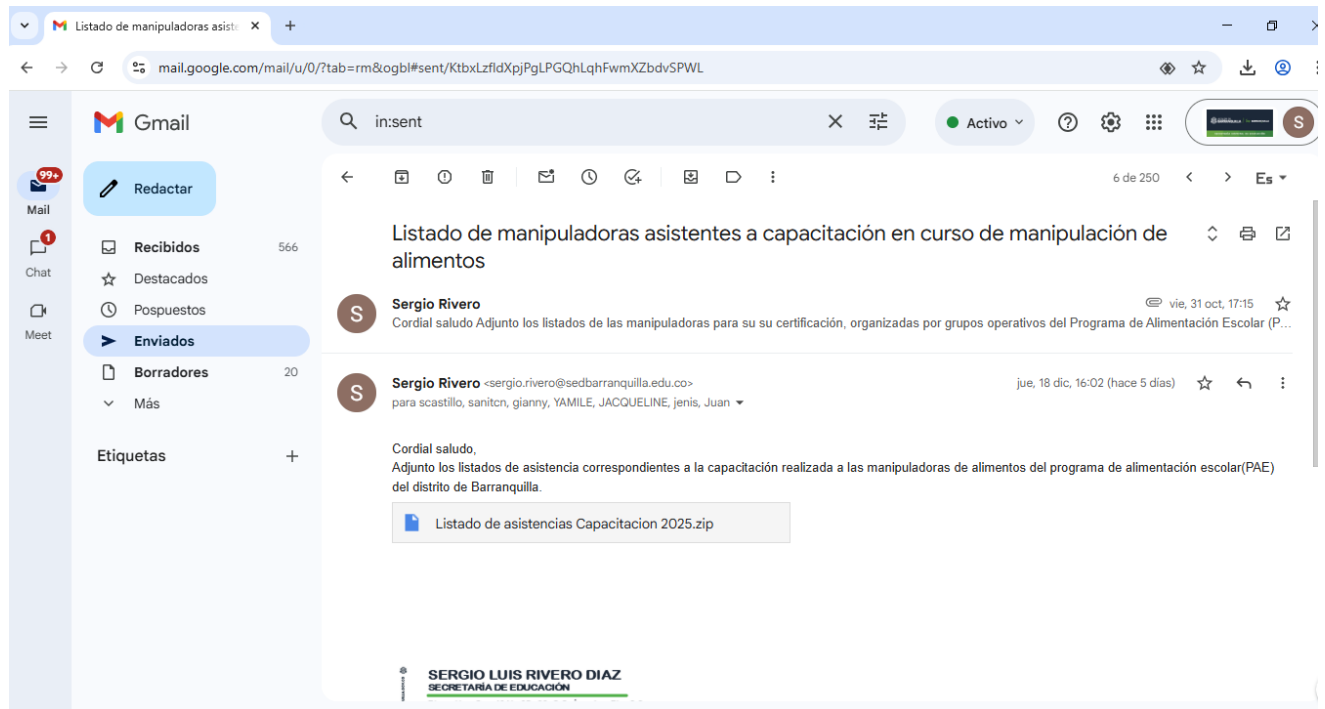 Listado de manipuladoras asiste
mail.google.com/mail/u/0/?tab=rm&ogbl#sent/KtbxLzfldXpjPgLPGQhLqhFwmXZbdvSPWL
Gmail
in:sent
Activo
S
99+
Mail
1
Chat
Meet
Redactar
Recibidos 566
Destacados
Pospuestos
Enviados
Borradores 20
Más
Etiquetas
6 de 250
Es
Listado de manipuladoras asistentes a capacitación en curso de manipulación de
alimentos
S
Sergio Rivero vie, 31 oct, 17:15
Cordial saludo Adjunto los listados de las manipuladoras para su su certificación, organizadas por grupos operativos del Programa de Alimentación Escolar (P...
S
Sergio Rivero <sergio.rivero@sedbarranquilla.edu.co> jue, 18 dic, 16:02 (hace 5 días)
para scastillo, sanitcn, gianny, YAMILE, JACQUELINE, jenis, Juan
Cordial saludo,
Adjunto los listados de asistencia correspondientes a la capacitación realizada a las manipuladoras de alimentos del programa de alimentación escolar(PAE)
del distrito de Barranquilla.
Listado de asistencias Capacitacion 2025.zip
SERGIO LUIS RIVERO DIAZ
SECRETARÍA DE EDUCACIÓN